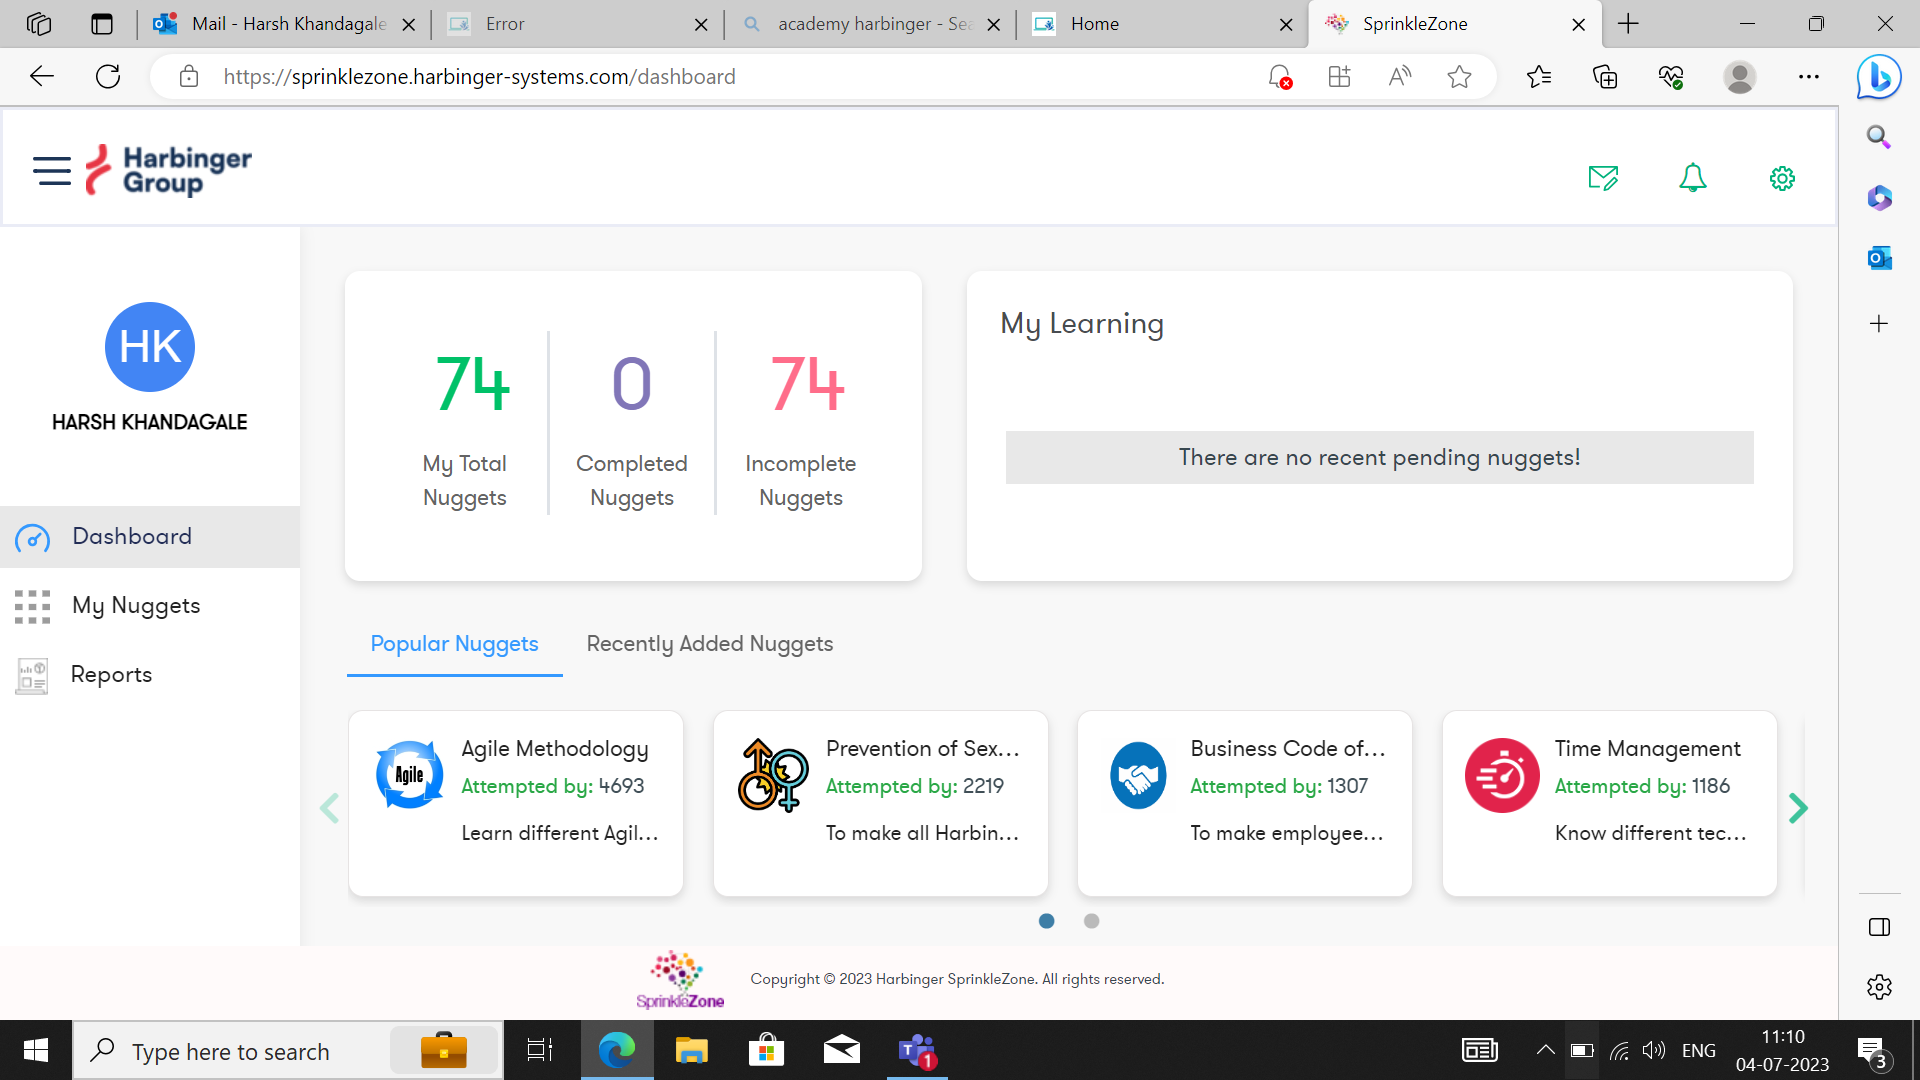 Mail - Harsh Khandagale
Error
academy harbinger - Sea
Home
SprinkleZone
https://sprinklezone.harbinger-systems.com/dashboard
Harbinger
Group
HK
HARSH KHANDAGALE
Dashboard
My Nuggets
Reports
74
My Total
Nuggets
0
Completed
Nuggets
74
Incomplete
Nuggets
My Learning
There are no recent pending nuggets!
Popular Nuggets
Recently Added Nuggets
Agile
Agile Methodology
Attempted by: 4693
Learn different Agil...
Prevention of Sex...
Attempted by: 2219
To make all Harbin...
Business Code of...
Attempted by: 1307
To make employee...
Time Management
Attempted by: 1186
Know different tec...
SprinkleZone
Copyright © 2023 Harbinger SprinkleZone. All rights reserved.
Type here to search
1
ENG
11:10
04-07-2023
3